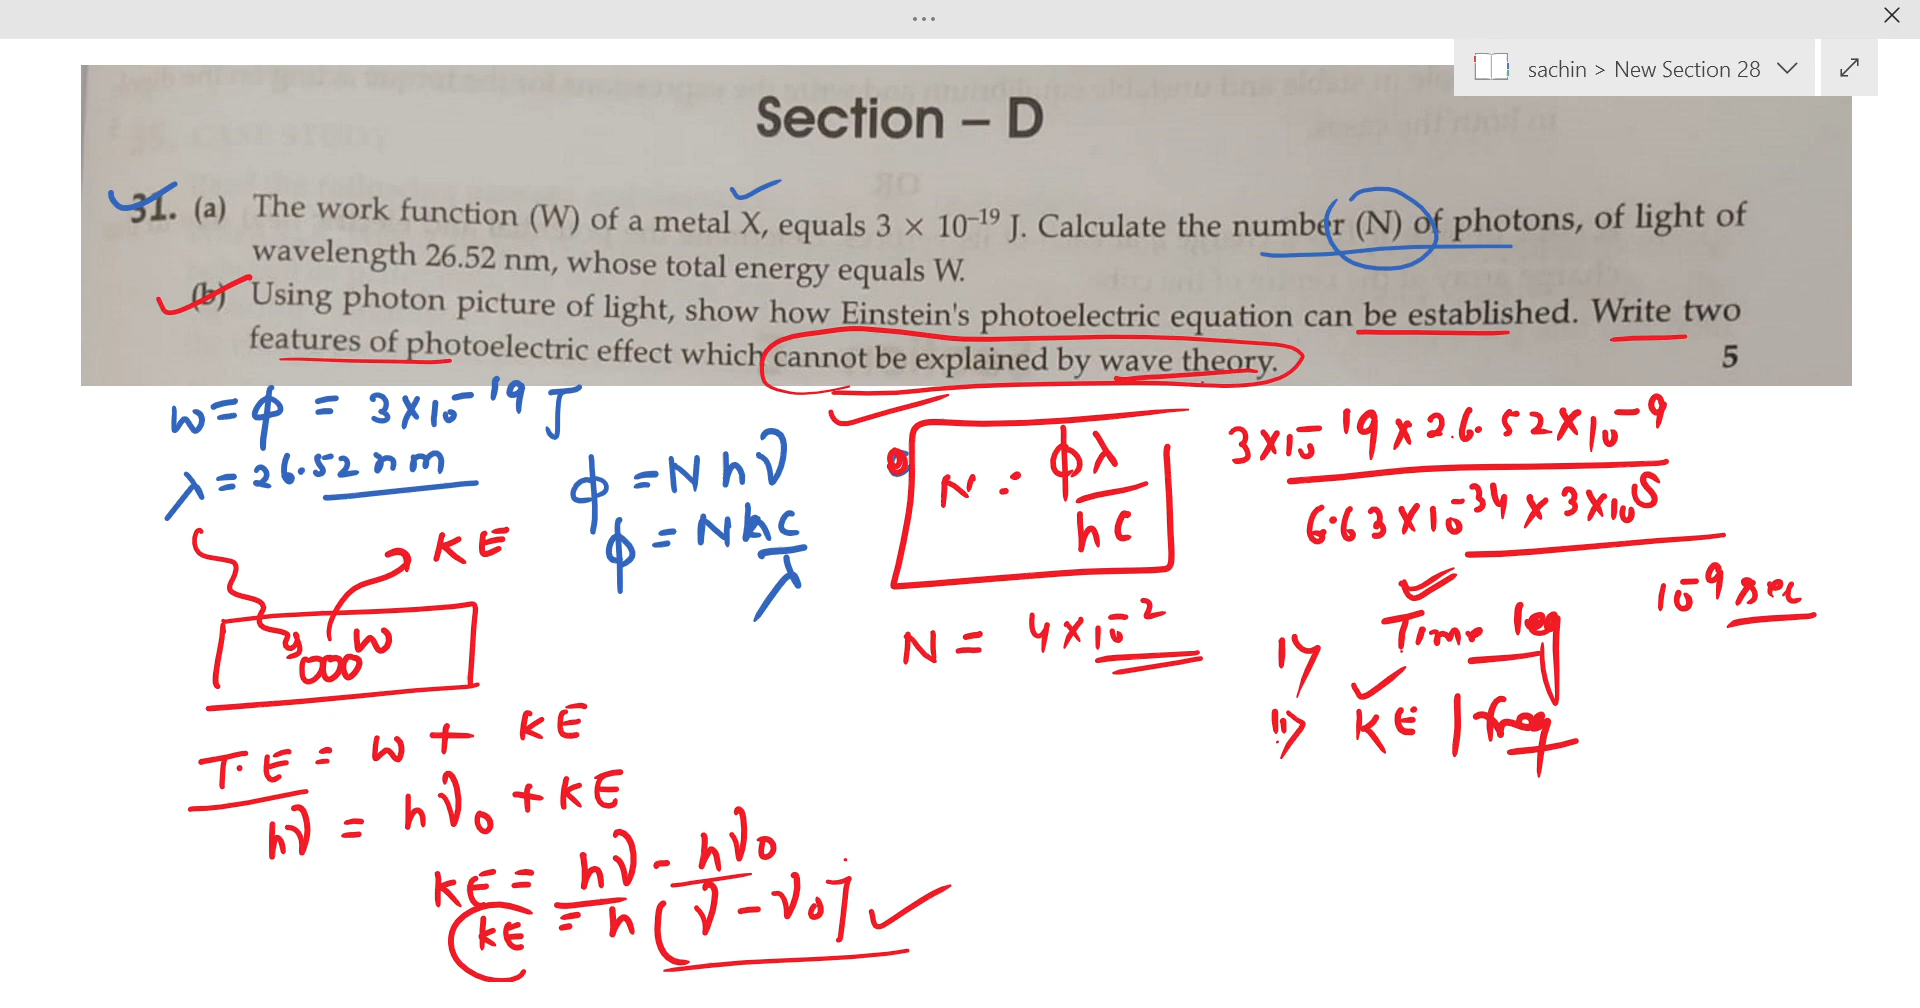 sachin > New Section 28
Section – D
31. (a) The work function (W) of a metal X, equals 3 × 10⁻¹⁹ J. Calculate the number (N) of photons, of light of
wavelength 26.52 nm, whose total energy equals W.
(b) Using photon picture of light, show how Einstein's photoelectric equation can be established. Write two
features of photoelectric effect which cannot be explained by wave theory.
5
W = ϕ = 3×10⁻¹⁹ J
λ = 26.52 nm
ϕ = N h ν
ϕ = N hc/λ
N = ϕλ/hc
3×10⁻¹⁹ × 26.52×10⁻⁹
6.63×10⁻³⁴ × 3×10⁸
N = 4×10⁻²
KE
W
T.E = W + KE
hν = hν₀ + KE
KE = hν - hν₀
KE = h [ν - ν₀]
10⁻⁹ sec
i> Time leg
ii> KE | freq